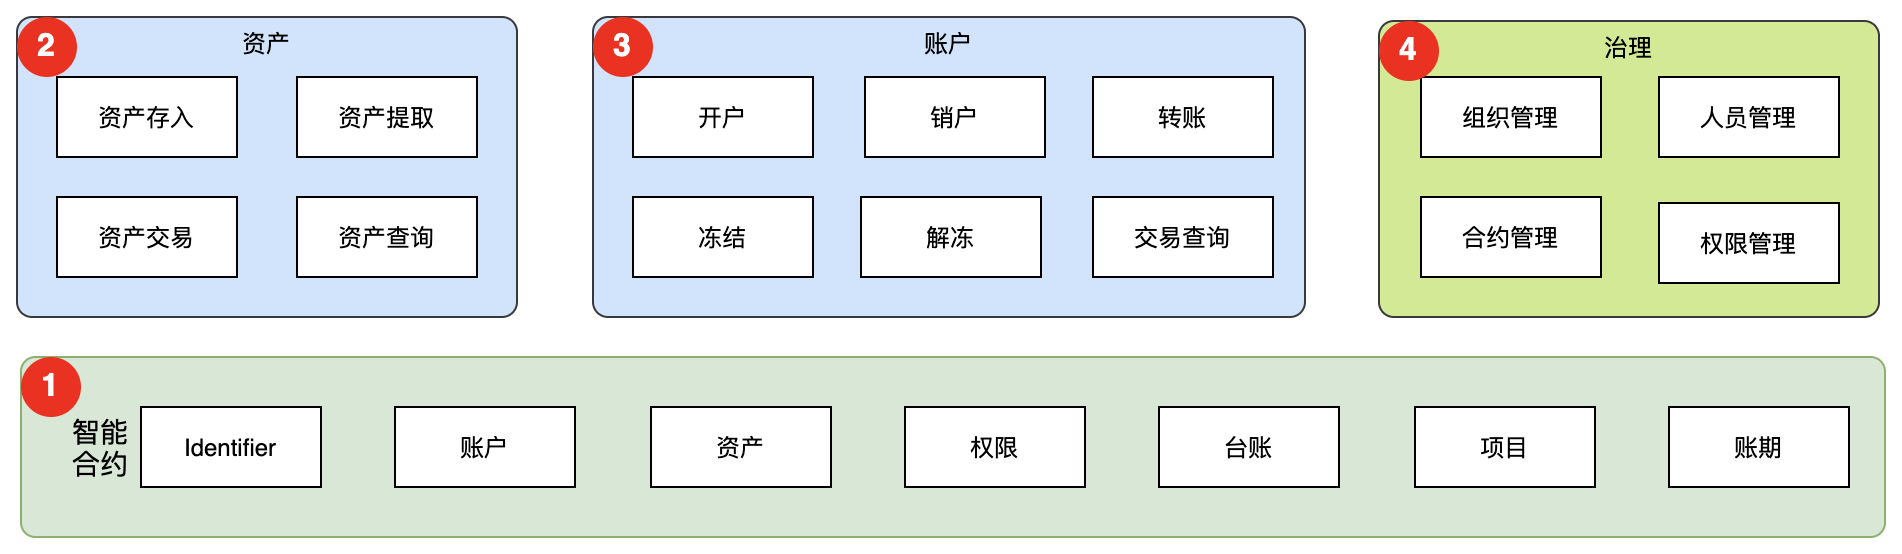 2
资产
资产存入
资产提取
资产交易
资产查询
3
账户
开户
销户
转账
冻结
解冻
交易查询
4
治理
组织管理
人员管理
合约管理
权限管理
1
智能
合约
Identifier
账户
资产
权限
台账
项目
账期